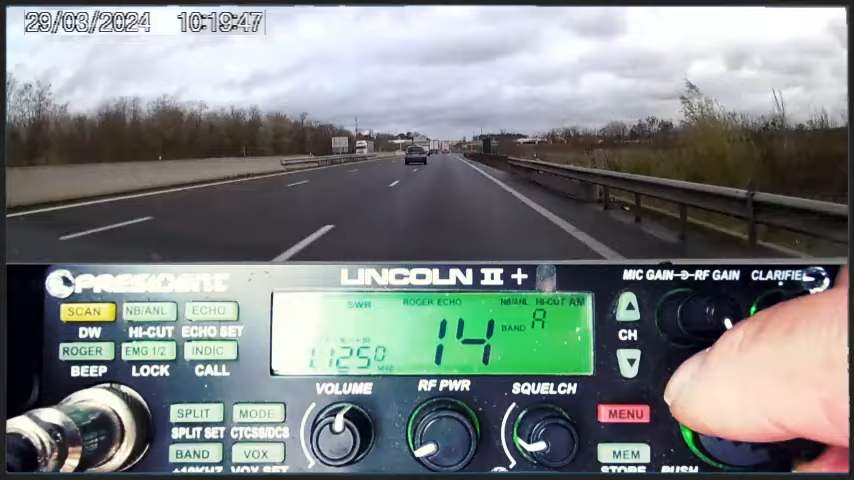 29/03/2024 10:19:47
PRESIDENT LINCOLN II + MIC GAIN RF GAIN CLARIFIE
SCAN NB/ANL ECHO
DW HI-CUT ECHO SET
ROGER EMG 1/2 INDIC
BEEP LOCK CALL
SWR ROGER ECHO NB/ANL HI-CUT AM
14 BAND A
CH
VOLUME RF PWR SQUELCH
SPLIT MODE MENU
SPLIT SET CTCSS/DCS
BAND VOX MEM
+10KHZ VOX SET STORE PUSH